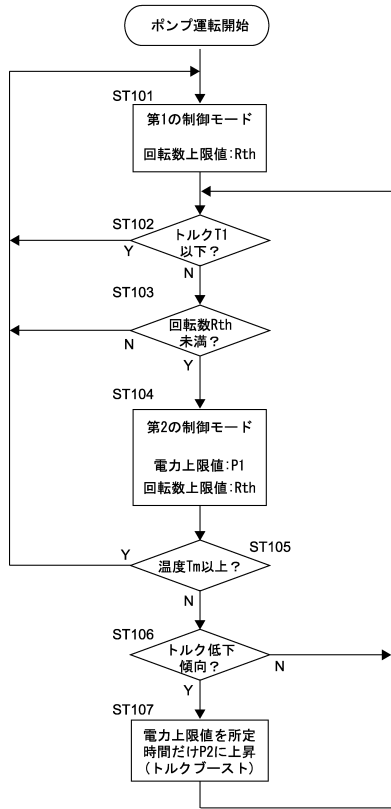 ポンプ運転開始
ST101
第1の制御モード
回転数上限値:Rth
ST102
トルクT1
以下?
Y
N
ST103
回転数Rth
未満?
N
Y
ST104
第2の制御モード
電力上限値:P1
回転数上限値:Rth
ST105
温度Tm以上?
Y
N
ST106
トルク低下
傾向?
N
Y
ST107
電力上限値を所定
時間だけP2に上昇
(トルクブースト)